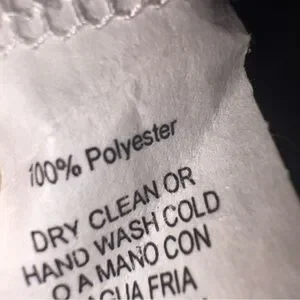 100% Polyester
DRY CLEAN OR
HAND WASH COLD
O A MANO CON
AGUA FRIA